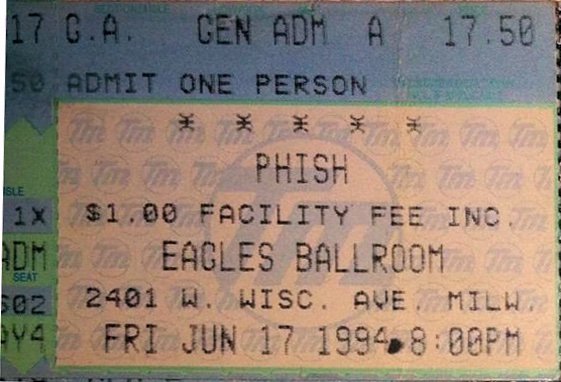 17 G.A. GEN ADM A 17.50
50 ADMIT ONE PERSON
* * * * *
PHISH
1X $1.00 FACILITY FEE INC.
ADM EAGLES BALLROOM
SEAT
602 2401 W. WISC. AVE. MILW.
AY4 FRI JUN 17 1994 8:00PM